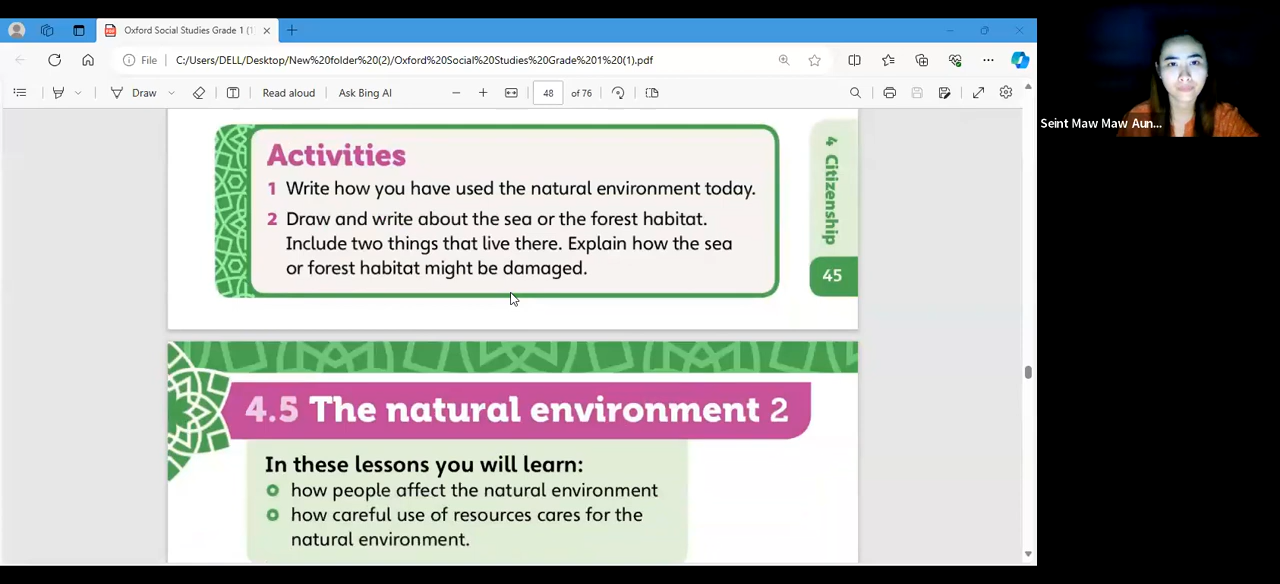 Oxford Social Studies Grade 1 (1
File
C:/Users/DELL/Desktop/New%20folder%20(2)/Oxford%20Social%20Studies%20Grade%201%20(1).pdf
Draw
Read aloud
Ask Bing AI
48
of 76
Seint Maw Maw Aun...
Activities
1 Write how you have used the natural environment today.
2 Draw and write about the sea or the forest habitat.
Include two things that live there. Explain how the sea
or forest habitat might be damaged.
4 Citizenship
45
4.5 The natural environment 2
In these lessons you will learn:
how people affect the natural environment
how careful use of resources cares for the
natural environment.